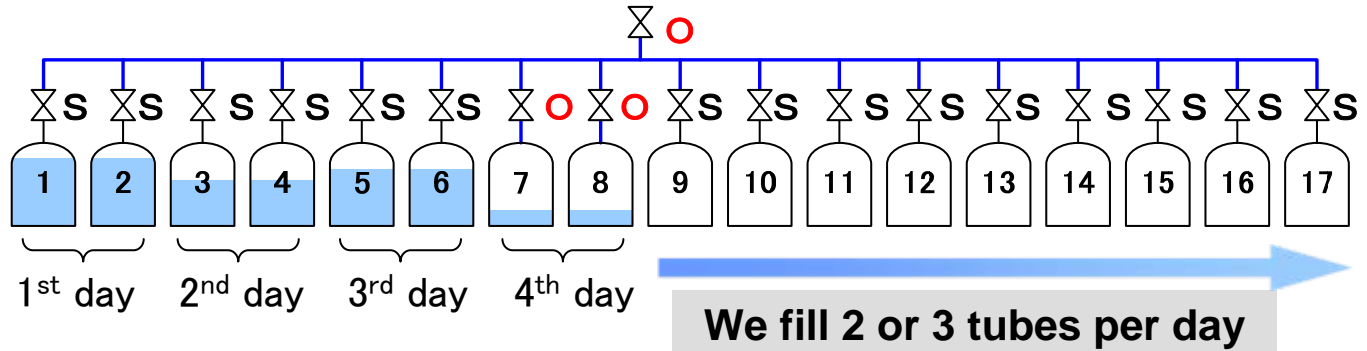 O
S S S S S S O O S S S S S S S S S
1 2 3 4 5 6 7 8 9 10 11 12 13 14 15 16 17
1st day 2nd day 3rd day 4th day
We fill 2 or 3 tubes per day